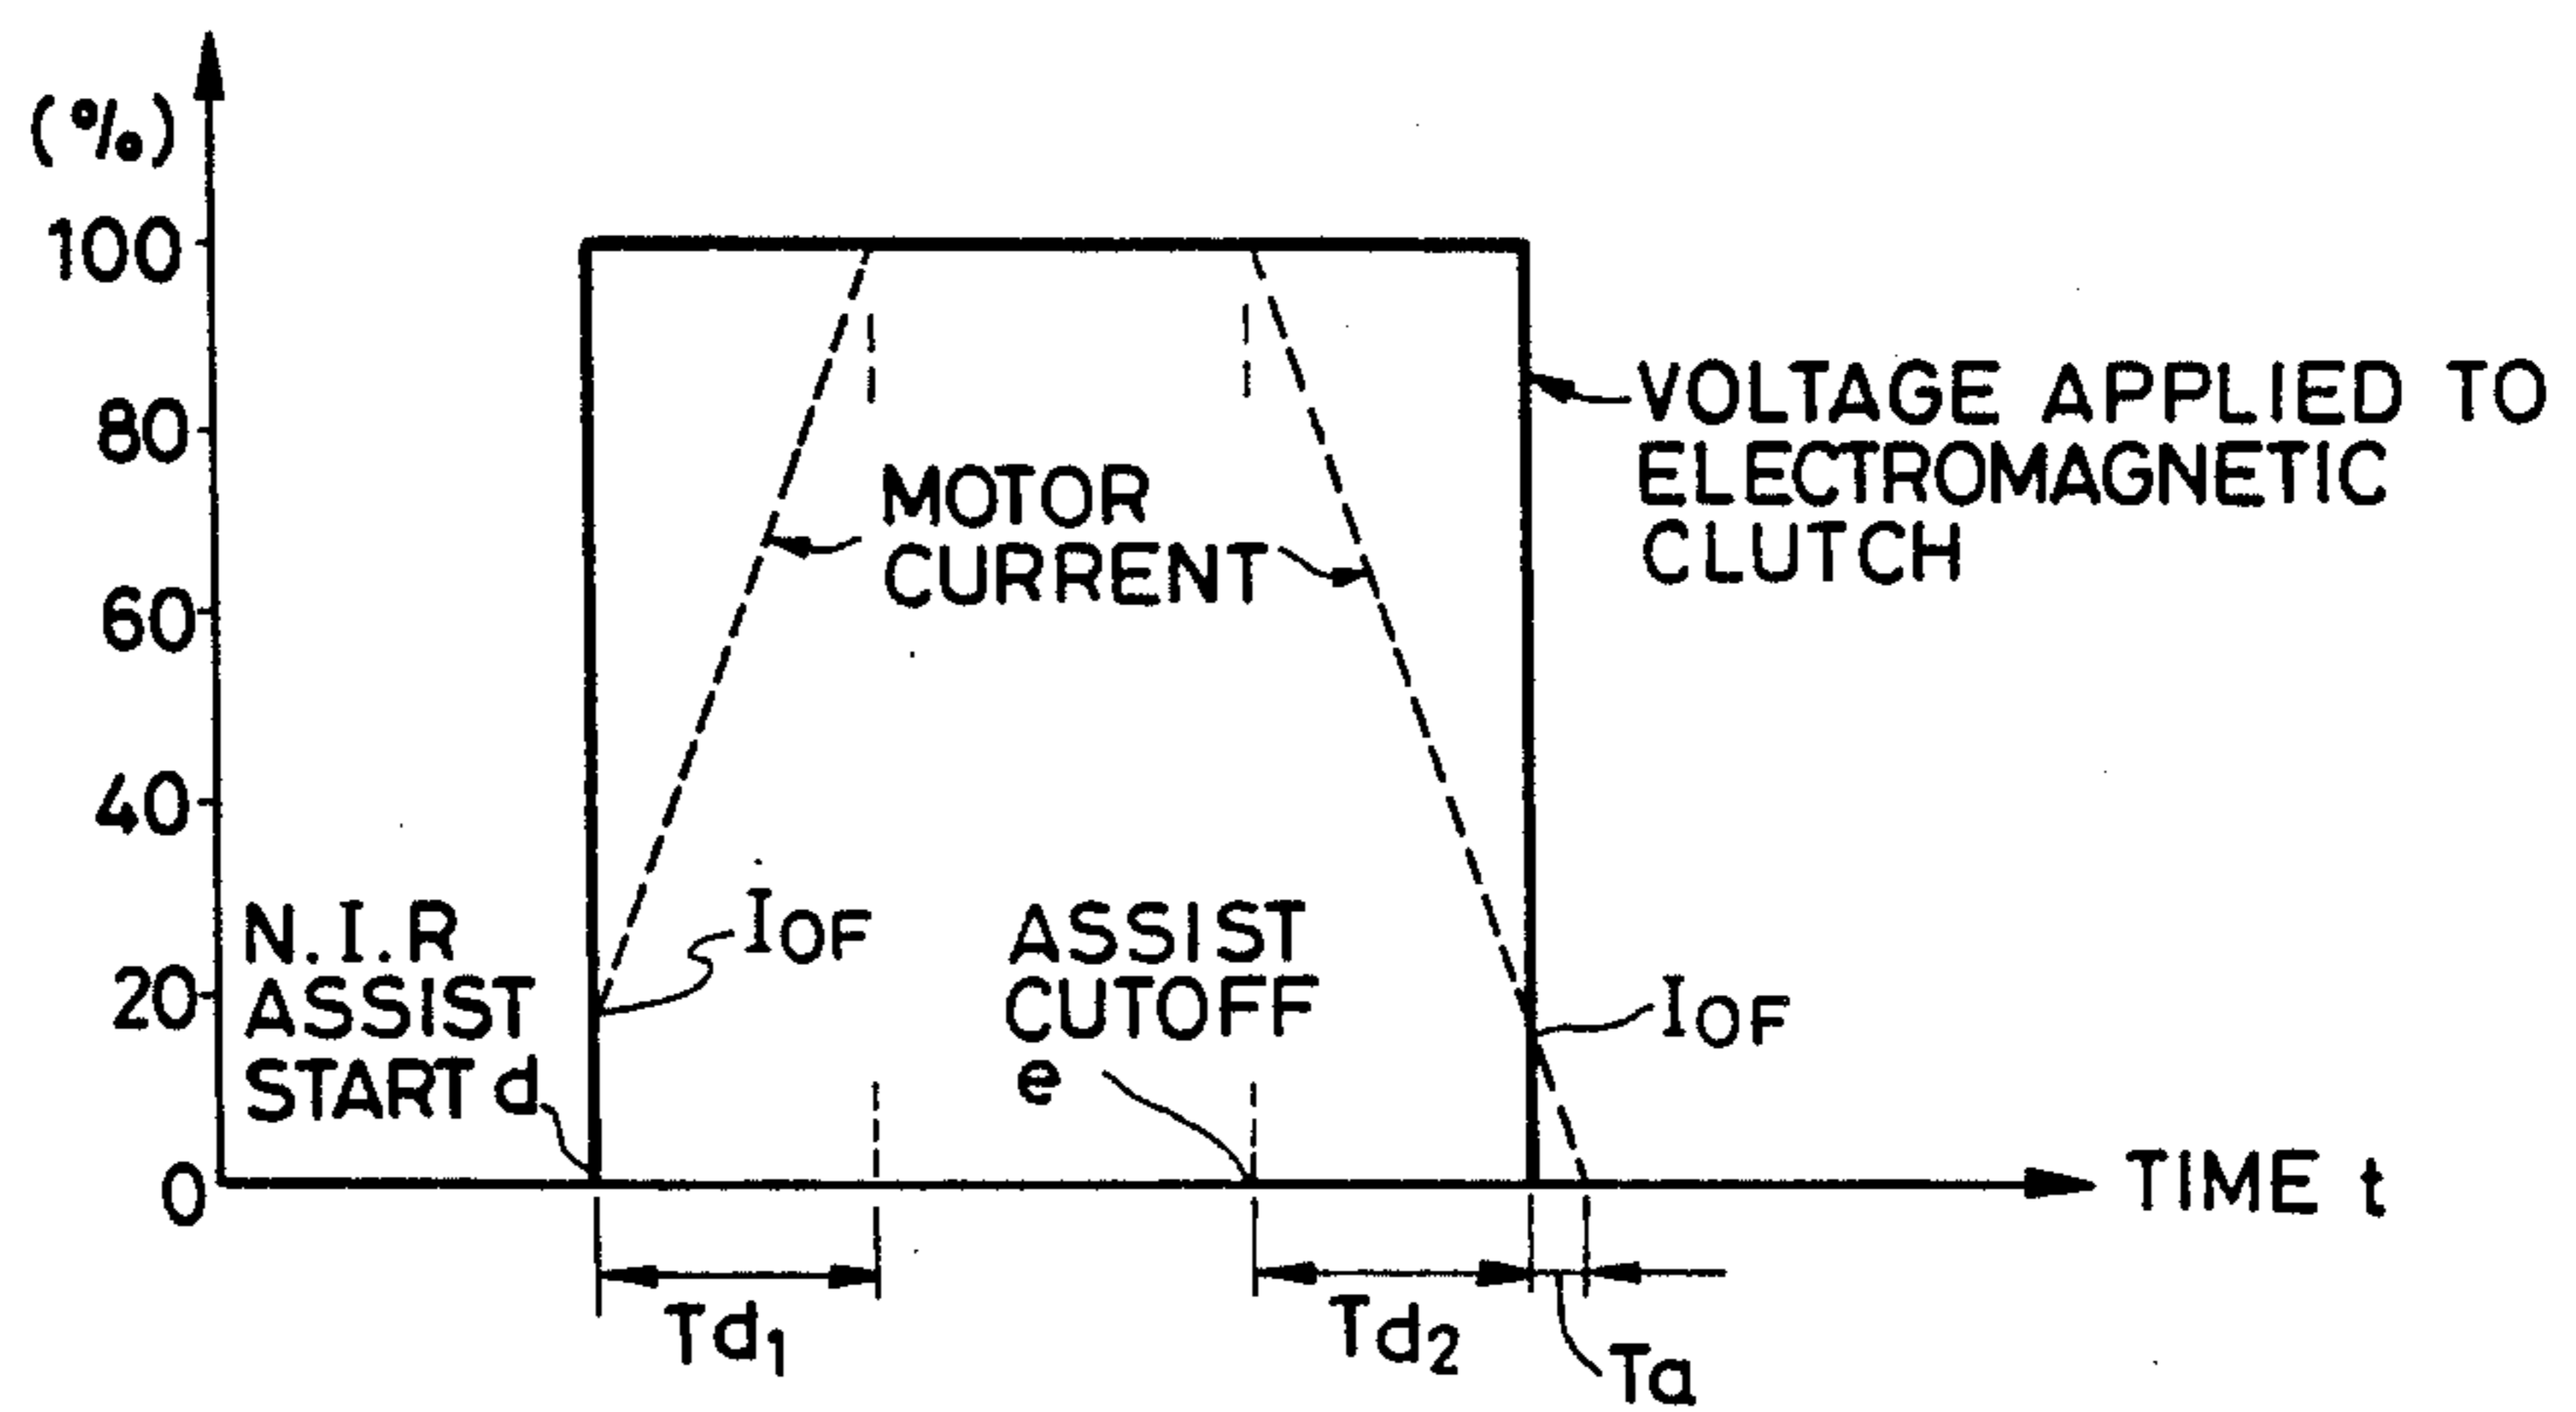 (%)
100
80
60
40
20
0
VOLTAGE APPLIED TO
ELECTROMAGNETIC
CLUTCH
MOTOR
CURRENT
N.I.R
ASSIST
START d
IOF
ASSIST
CUTOFF
e
IOF
TIME t
Td1
Td2
Ta